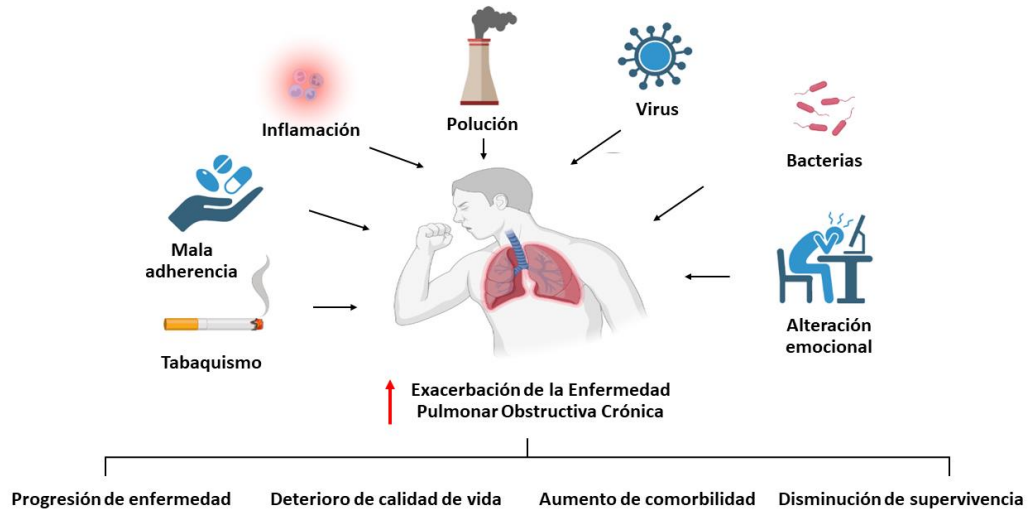 Inflamación
Polución
Virus
Bacterias
Mala
adherencia
Tabaquismo
Alteración
emocional
Exacerbación de la Enfermedad
Pulmonar Obstructiva Crónica
Progresión de enfermedad
Deterioro de calidad de vida
Aumento de comorbilidad
Disminución de supervivencia